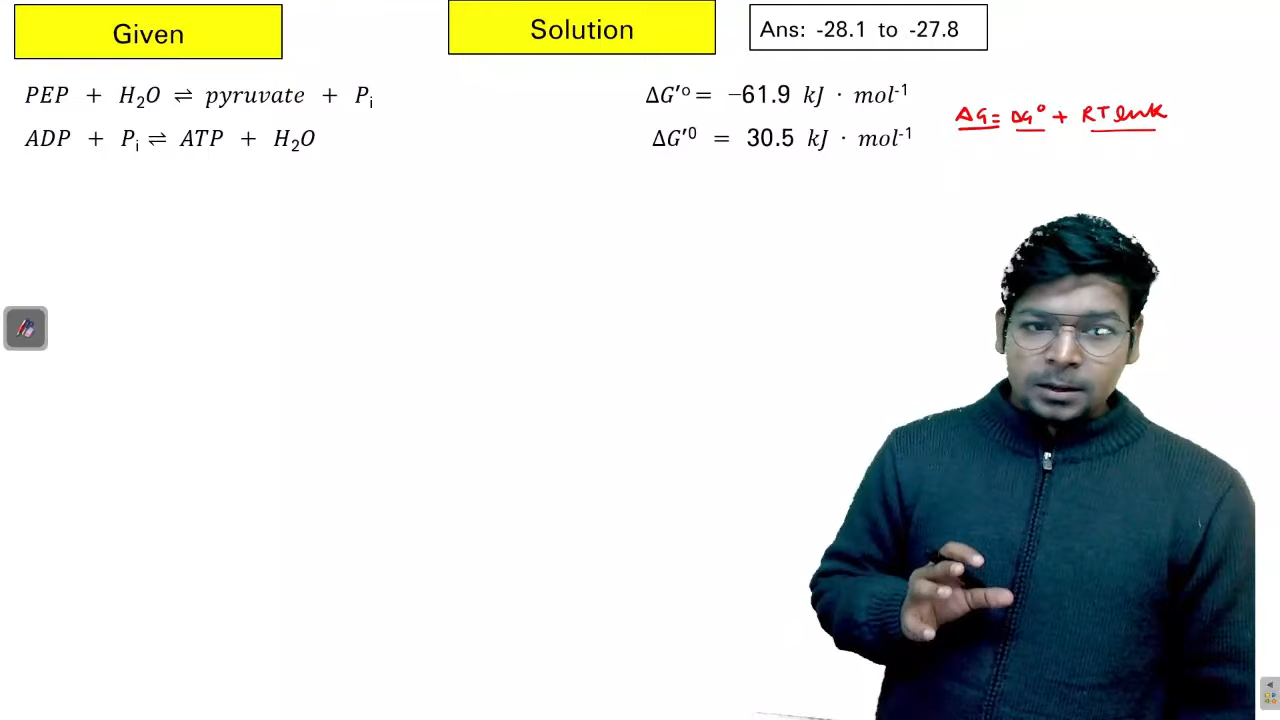 Given
Solution
Ans: -28.1 to -27.8
PEP + H₂O ⇌ pyruvate + Pᵢ ΔG′ᵒ = −61.9 kJ · mol⁻¹
ADP + Pᵢ ⇌ ATP + H₂O ΔG′⁰ = 30.5 kJ · mol⁻¹
ΔG = ΔG° + RT lnk